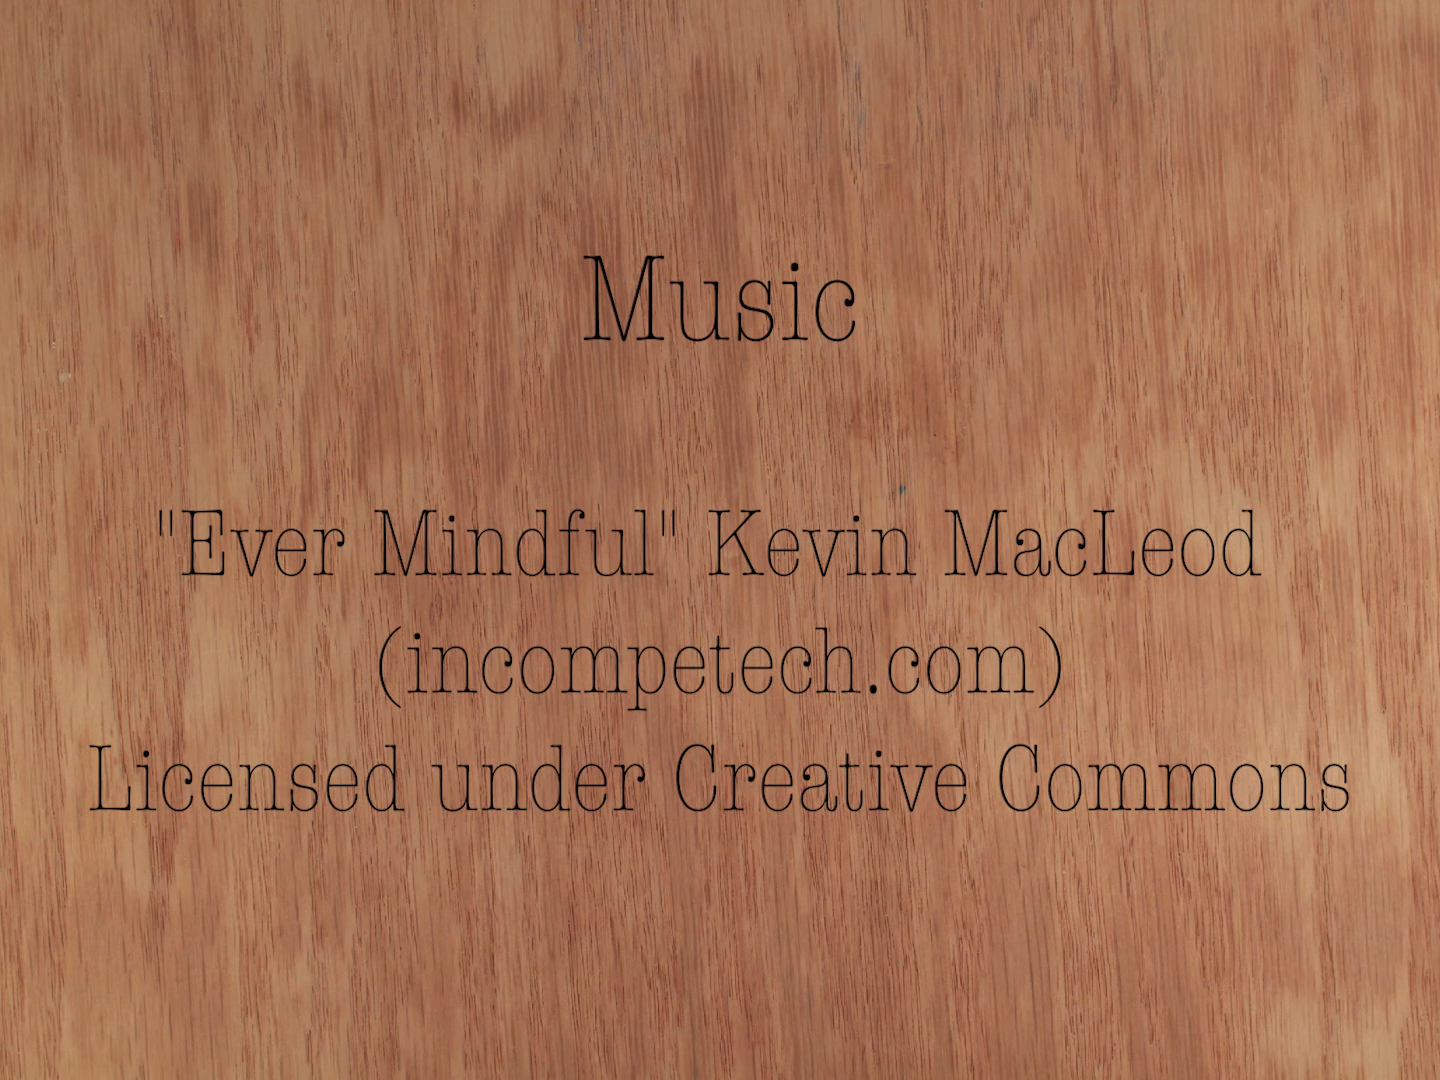 Music
"Ever Mindful" Kevin MacLeod
(incompetech.com)
Licensed under Creative Commons